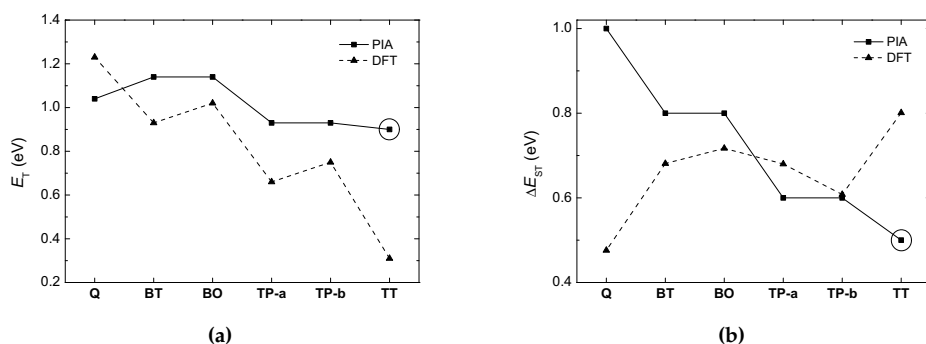 1.4
1.2
1.0
0.8
0.6
0.4
0.2
E_T (eV)
PIA
DFT
Q BT BO TP-a TP-b TT
(a)
1.0
0.8
0.6
0.4
ΔE_ST (eV)
PIA
DFT
Q BT BO TP-a TP-b TT
(b)